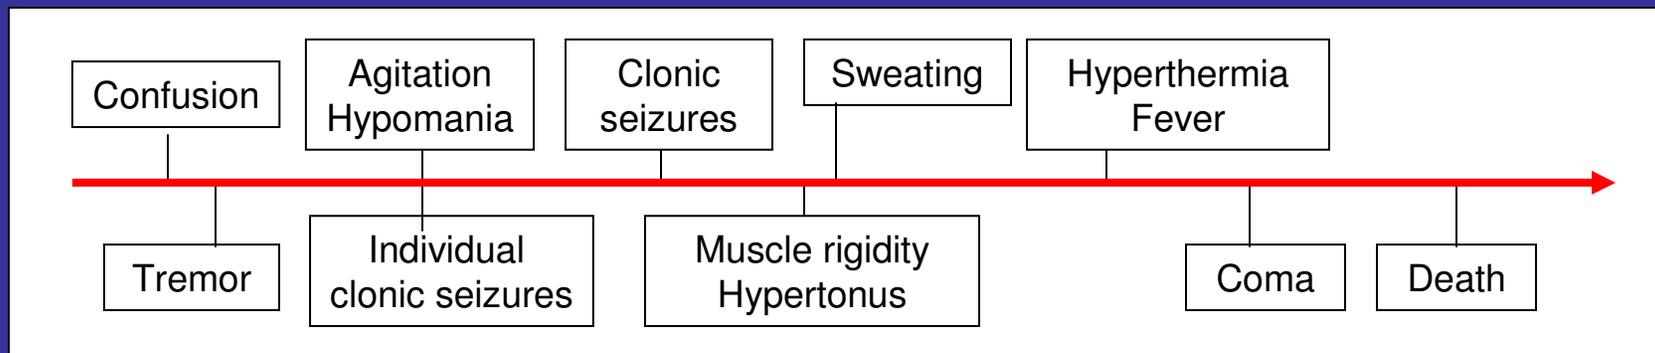 Confusion
Agitation
Hypomania
Clonic
seizures
Sweating
Hyperthermia
Fever
Tremor
Individual
clonic seizures
Muscle rigidity
Hypertonus
Coma
Death